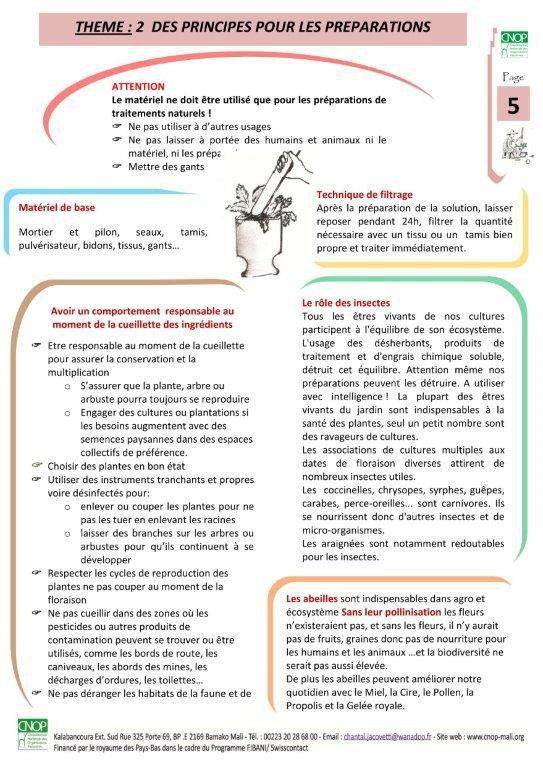 THEME : 2 DES PRINCIPES POUR LES PREPARATIONS
CNOP
Page
5
ATTENTION
Le matériel ne doit être utilisé que pour les préparations de
traitements naturels !
☞ Ne pas utiliser à d'autres usages
☞ Ne pas laisser à portée des humains et animaux ni le
matériel, ni les prépa
☞ Mettre des gants
Matériel de base
Mortier et pilon, seaux, tamis,
pulvérisateur, bidons, tissus, gants…
Technique de filtrage
Après la préparation de la solution, laisser
reposer pendant 24h, filtrer la quantité
nécessaire avec un tissu ou un tamis bien
propre et traiter immédiatement.
Avoir un comportement responsable au
moment de la cueillette des ingrédients
☞ Etre responsable au moment de la cueillette
pour assurer la conservation et la
multiplication
o S'assurer que la plante, arbre ou
arbuste pourra toujours se reproduire
o Engager des cultures ou plantations si
les besoins augmentent avec des
semences paysannes dans des espaces
collectifs de préférence.
☞ Choisir des plantes en bon état
☞ Utiliser des instruments tranchants et propres
voire désinfectés pour:
o enlever ou couper les plantes pour ne
pas les tuer en enlevant les racines
o laisser des branches sur les arbres ou
arbustes pour qu'ils continuent à se
développer
☞ Respecter les cycles de reproduction des
plantes ne pas couper au moment de la
floraison
☞ Ne pas cueillir dans des zones où les
pesticides ou autres produits de
contamination peuvent se trouver ou être
utilisés, comme les bords de route, les
caniveaux, les abords des mines, les
décharges d'ordures, les toilettes…
☞ Ne pas déranger les habitats de la faune et de
Le rôle des insectes
Tous les êtres vivants de nos cultures
participent à l'équilibre de son écosystème.
L'usage des désherbants, produits de
traitement et d'engrais chimique soluble,
détruit cet équilibre. Attention même nos
préparations peuvent les détruire. A utiliser
avec intelligence ! La plupart des êtres
vivants du jardin sont indispensables à la
santé des plantes, seul un petit nombre sont
des ravageurs de cultures.
Les associations de cultures multiples aux
dates de floraison diverses attirent de
nombreux insectes utiles.
Les coccinelles, chrysopes, syrphes, guêpes,
carabes, perce-oreilles... sont carnivores. Ils
se nourrissent donc d'autres insectes et de
micro-organismes.
Les araignées sont notamment redoutables
pour les insectes.
Les abeilles sont indispensables dans agro et
écosystème Sans leur pollinisation les fleurs
n'existeraient pas, et sans les fleurs, il n'y aurait
pas de fruits, graines donc pas de nourriture pour
les humains et les animaux …et la biodiversité ne
serait pas aussi élevée.
De plus les abeilles peuvent améliorer notre
quotidien avec le Miel, la Cire, le Pollen, la
Propolis et la Gelée royale.
CNOP
Kalabancoura Ext. Sud Rue 325 Porte 69, BP .E 2169 Bamako Mali - Tél. : 00223 20 28 68 00 - Email : chantal.jacovetti@wanadoo.fr - Site web : www.cnop-mali.org
Financé par le royaume des Pays-Bas dans le cadre du Programme FIBANI/ Swisscontact